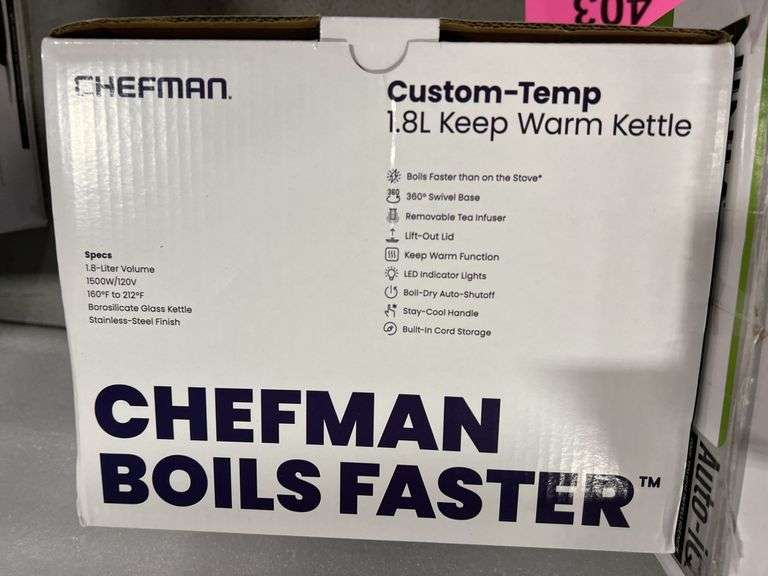 403
CHEFMAN.
Custom-Temp
1.8L Keep Warm Kettle
Boils Faster than on the Stove*
360° Swivel Base
Removable Tea Infuser
Lift-Out Lid
Keep Warm Function
LED Indicator Lights
Boil-Dry Auto-Shutoff
Stay-Cool Handle
Built-In Cord Storage
360
Specs
1.8-Liter Volume
1500W/120V
160°F to 212°F
Borosilicate Glass Kettle
Stainless-Steel Finish
CHEFMAN
BOILS FASTER™